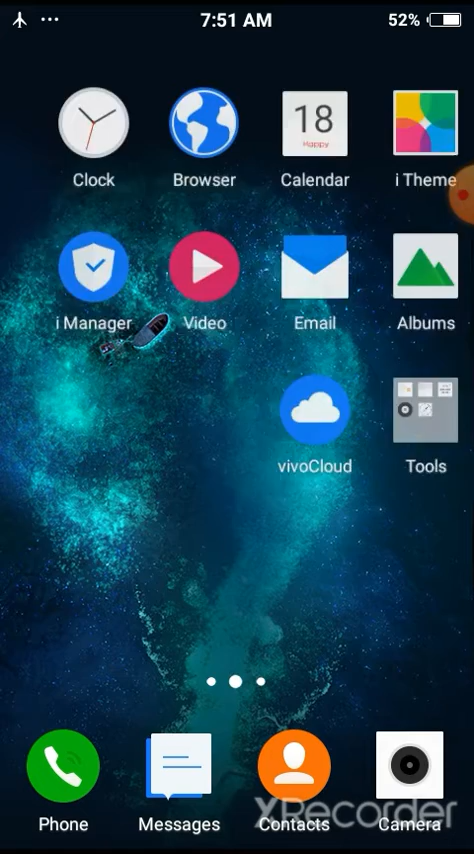 7:51 AM
52%
18
Happy
Clock
Browser
Calendar
i Theme
i Manager
Video
Email
Albums
vivoCloud
Tools
XRecorder
Phone
Messages
Contacts
Camera